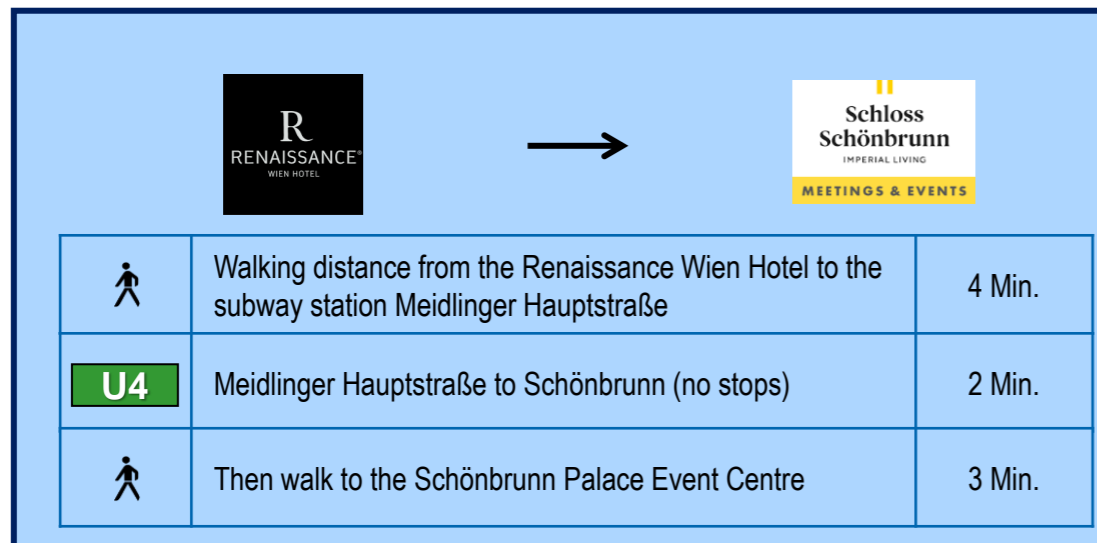 R
RENAISSANCE®
WIEN HOTEL
Schloss
Schönbrunn
IMPERIAL LIVING
MEETINGS & EVENTS
Walking distance from the Renaissance Wien Hotel to the
subway station Meidlinger Hauptstraße
4 Min.
U4
Meidlinger Hauptstraße to Schönbrunn (no stops)
2 Min.
Then walk to the Schönbrunn Palace Event Centre
3 Min.